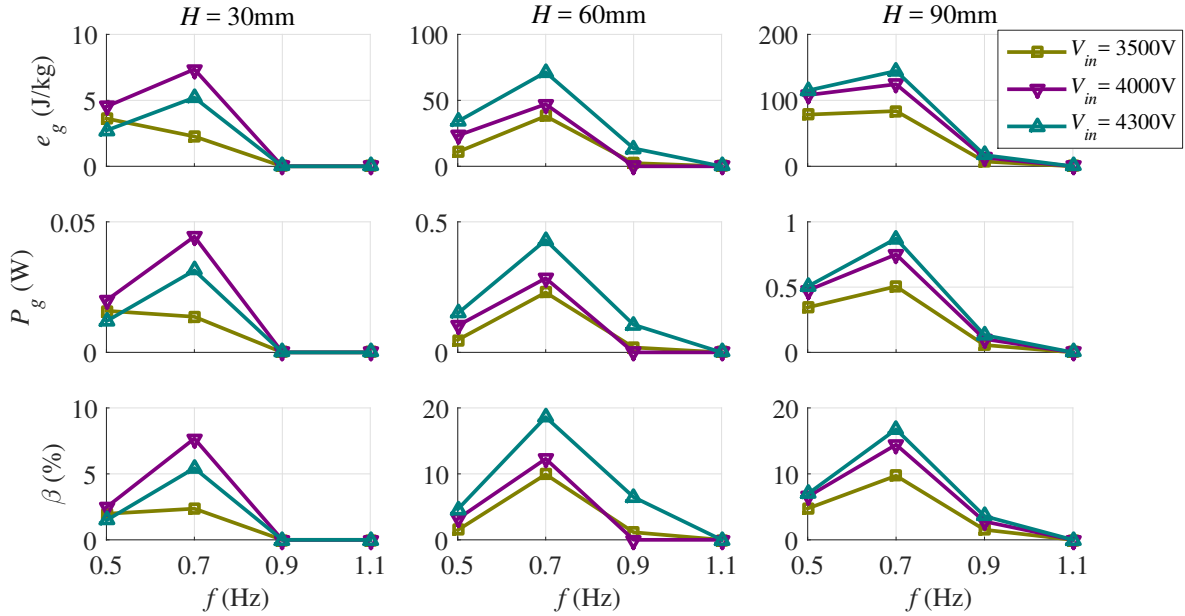 H = 30mm
H = 60mm
H = 90mm
V_in = 3500V
V_in = 4000V
V_in = 4300V
e_g (J/kg)
10
5
0
100
50
0
200
100
0
P_g (W)
0.05
0
0.5
0
1
0.5
0
β (%)
10
5
0
20
10
0
20
10
0
0.5 0.7 0.9 1.1
0.5 0.7 0.9 1.1
0.5 0.7 0.9 1.1
f (Hz)
f (Hz)
f (Hz)